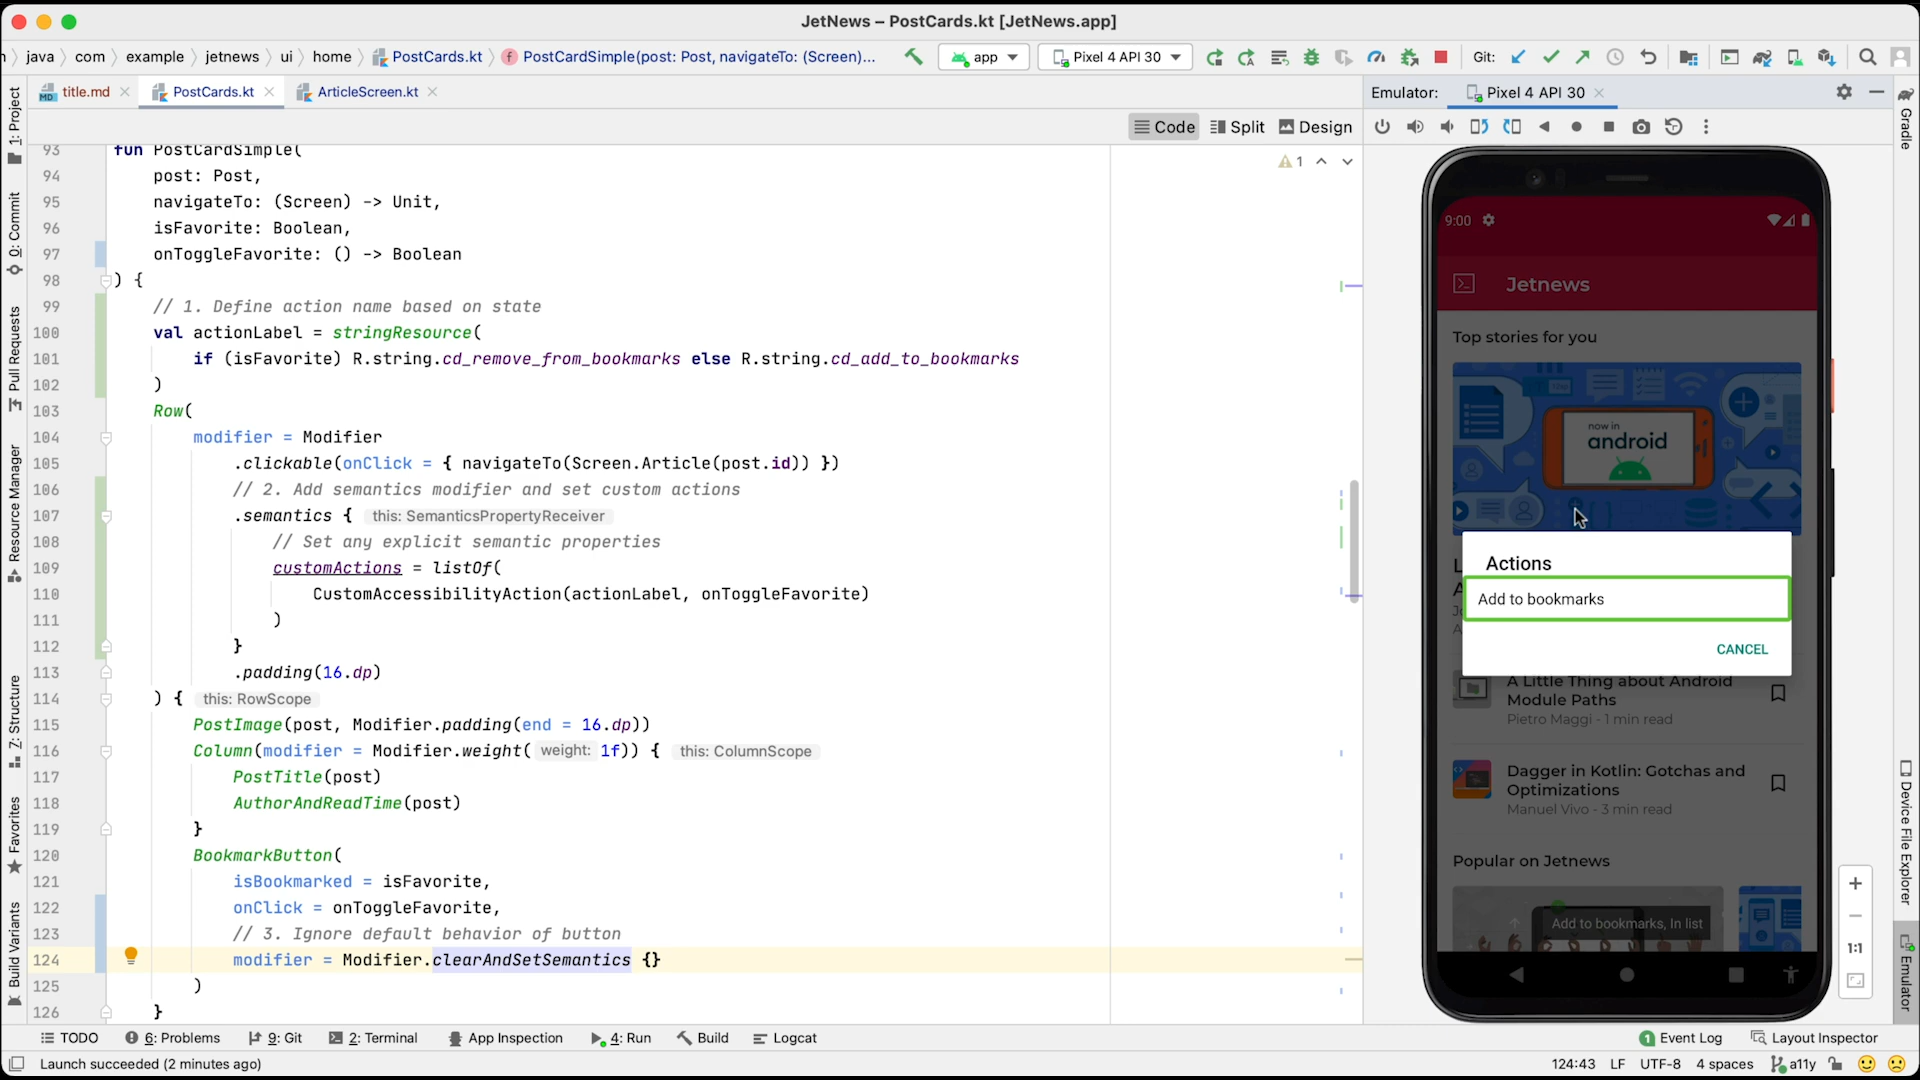 JetNews – PostCards.kt [JetNews.app]
java com example jetnews ui home PostCards.kt PostCardSimple(post: Post, navigateTo: (Screen)... app Pixel 4 API 30 Git:
title.md PostCards.kt ArticleScreen.kt
Emulator: Pixel 4 API 30
Code Split Design
1
93 fun PostCardSimple(
94 post: Post,
95 navigateTo: (Screen) -> Unit,
96 isFavorite: Boolean,
97 onToggleFavorite: () -> Boolean
98 ) {
99 // 1. Define action name based on state
100 val actionLabel = stringResource(
101 if (isFavorite) R.string.cd_remove_from_bookmarks else R.string.cd_add_to_bookmarks
102 )
103 Row(
104 modifier = Modifier
105 .clickable(onClick = { navigateTo(Screen.Article(post.id)) })
106 // 2. Add semantics modifier and set custom actions
107 .semantics { this: SemanticsPropertyReceiver
108 // Set any explicit semantic properties
109 customActions = listOf(
110 CustomAccessibilityAction(actionLabel, onToggleFavorite)
111 )
112 }
113 .padding(16.dp)
114 ) { this: RowScope
115 PostImage(post, Modifier.padding(end = 16.dp))
116 Column(modifier = Modifier.weight( weight: 1f)) { this: ColumnScope
117 PostTitle(post)
118 AuthorAndReadTime(post)
119 }
120 BookmarkButton(
121 isBookmarked = isFavorite,
122 onClick = onToggleFavorite,
123 // 3. Ignore default behavior of button
124 modifier = Modifier.clearAndSetSemantics {}
125 )
126 }
1: Project
0: Commit
Pull Requests
Resource Manager
7: Structure
Favorites
Build Variants
9:00
Jetnews
Top stories for you
now in
android
Actions
Add to bookmarks
CANCEL
A Little Thing about Android
Module Paths
Pietro Maggi - 1 min read
Dagger in Kotlin: Gotchas and
Optimizations
Manuel Vivo - 3 min read
Popular on Jetnews
Add to bookmarks, In list
1:1
Gradle
Device File Explorer
Emulator
TODO 6: Problems 9: Git 2: Terminal App Inspection 4: Run Build Logcat 1 Event Log Layout Inspector
Launch succeeded (2 minutes ago) 124:43 LF UTF-8 4 spaces a11y